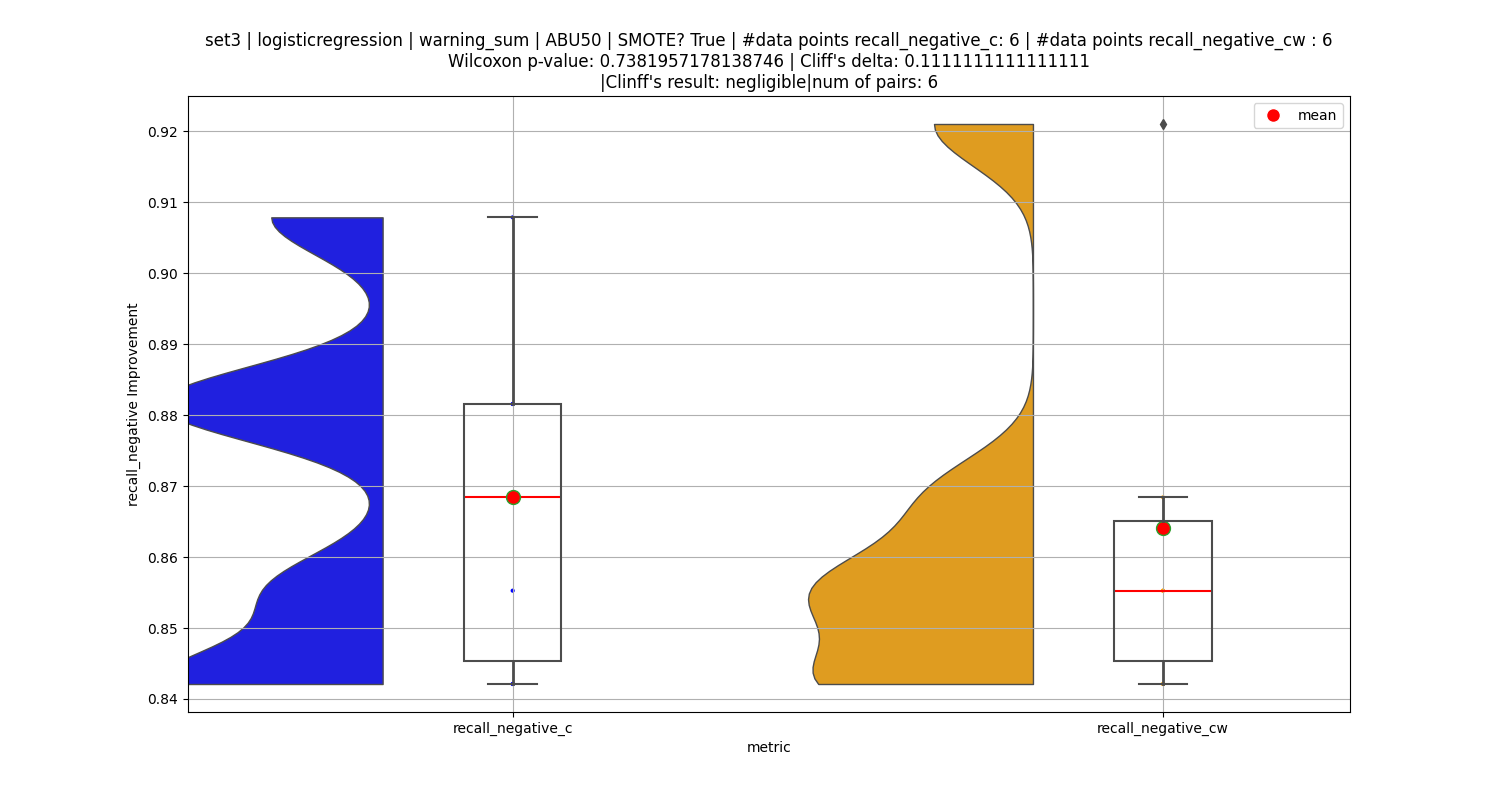 set3 | logisticregression | warning_sum | ABU50 | SMOTE? True | #data points recall_negative_c: 6 | #data points recall_negative_cw : 6
Wilcoxon p-value: 0.7381957178138746 | Cliff's delta: 0.1111111111111111
|Clinff's result: negligible|num of pairs: 6
mean
0.92
0.91
0.90
0.89
0.88
0.87
0.86
0.85
0.84
recall_negative Improvement
recall_negative_c
recall_negative_cw
metric